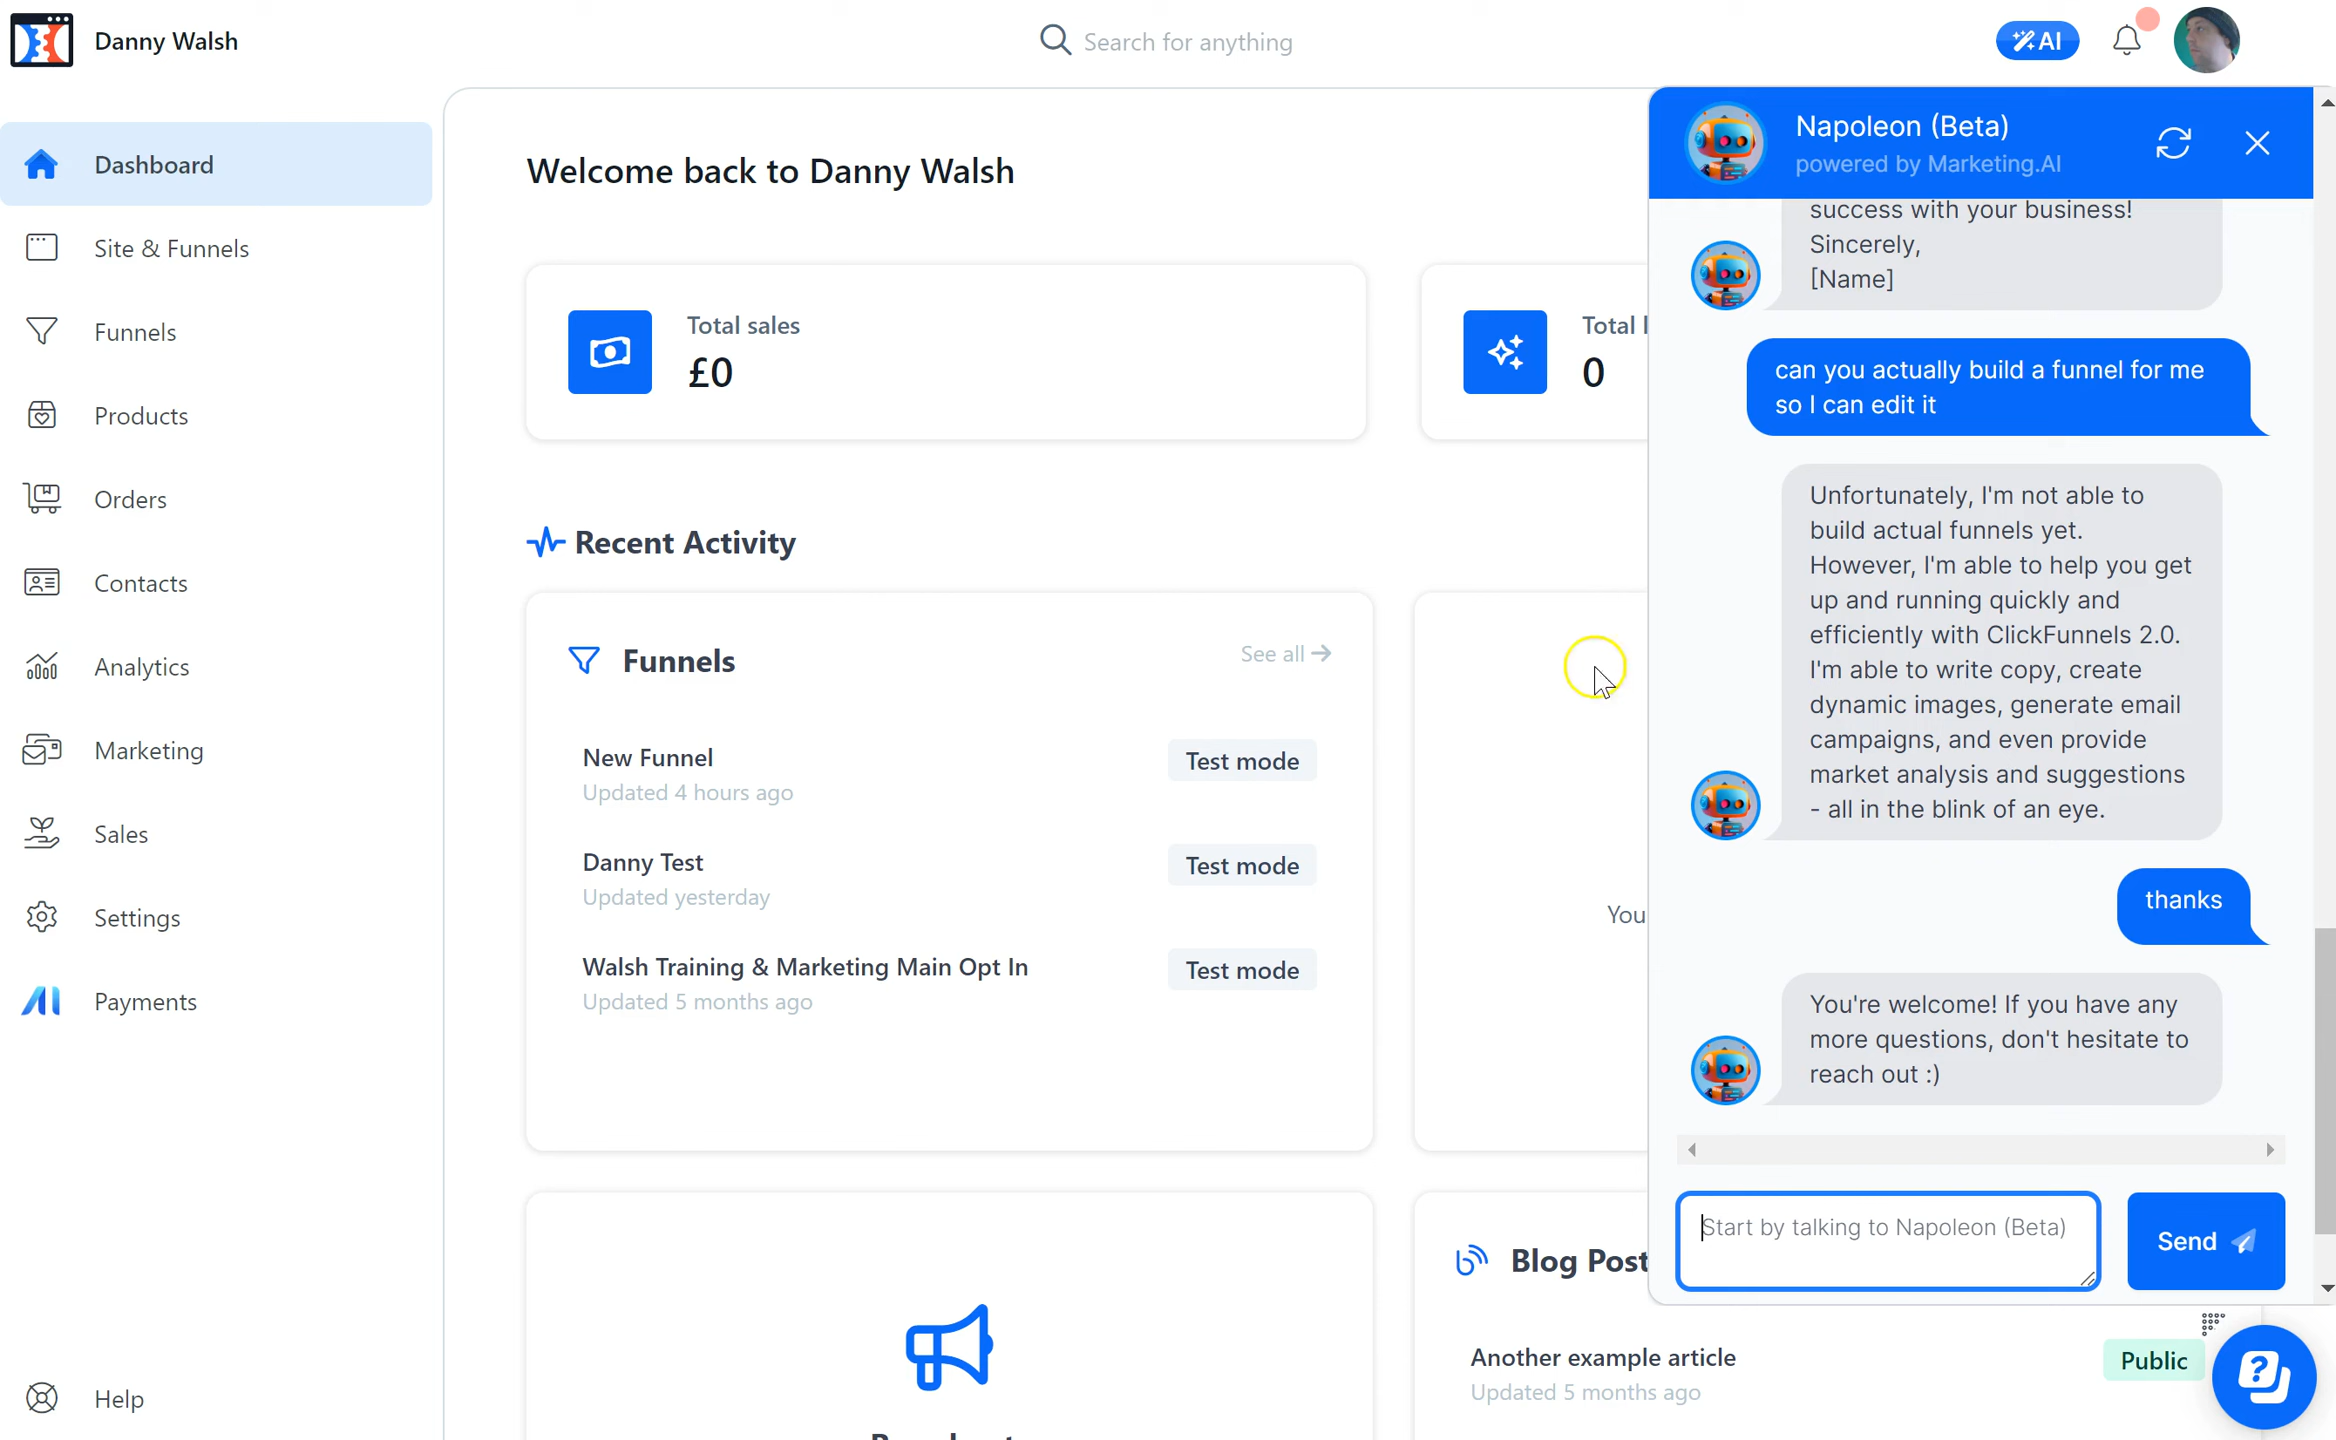 Danny Walsh
Search for anything
AI
Dashboard
Site & Funnels
Funnels
Products
Orders
Contacts
Analytics
Marketing
Sales
Settings
Payments
Help
Welcome back to Danny Walsh
Total sales
£0
Total
0
Recent Activity
Funnels
See all
New Funnel
Updated 4 hours ago
Test mode
Danny Test
Updated yesterday
Test mode
Walsh Training & Marketing Main Opt In
Updated 5 months ago
Test mode
You
Blog Post
Another example article
Updated 5 months ago
Public
Napoleon (Beta)
powered by Marketing.AI
success with your business!
Sincerely,
[Name]
can you actually build a funnel for me
so I can edit it
Unfortunately, I'm not able to
build actual funnels yet.
However, I'm able to help you get
up and running quickly and
efficiently with ClickFunnels 2.0.
I'm able to write copy, create
dynamic images, generate email
campaigns, and even provide
market analysis and suggestions
- all in the blink of an eye.
thanks
You're welcome! If you have any
more questions, don't hesitate to
reach out :)
Start by talking to Napoleon (Beta)
Send